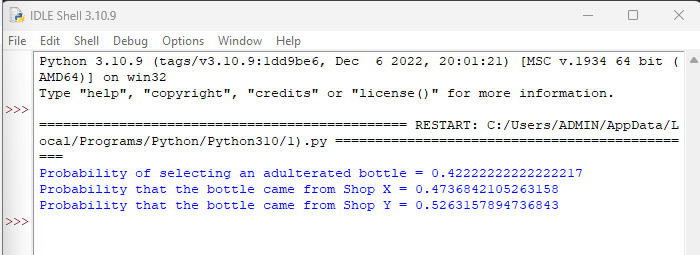 IDLE Shell 3.10.9
File Edit Shell Debug Options Window Help
Python 3.10.9 (tags/v3.10.9:1dd9be6, Dec  6 2022, 20:01:21) [MSC v.1934 64 bit (
AMD64)] on win32
Type "help", "copyright", "credits" or "license()" for more information.
>>>
============================================== RESTART: C:/Users/ADMIN/AppData/L
ocal/Programs/Python/Python310/1).py ===========================================
===
Probability of selecting an adulterated bottle = 0.42222222222222217
Probability that the bottle came from Shop X = 0.4736842105263158
Probability that the bottle came from Shop Y = 0.5263157894736843
>>>